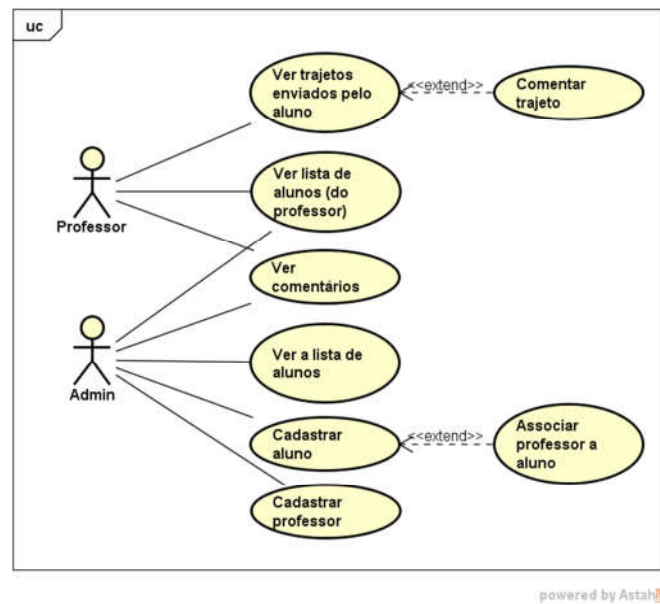 uc
Ver trajetos
enviados pelo
aluno
<<extend>>
Comentar
trajeto
Ver lista de
alunos (do
professor)
Professor
Ver
comentários
Ver a lista de
alunos
Admin
Cadastrar
aluno
<<extend>>
Associar
professor a
aluno
Cadastrar
professor
powered by Astah